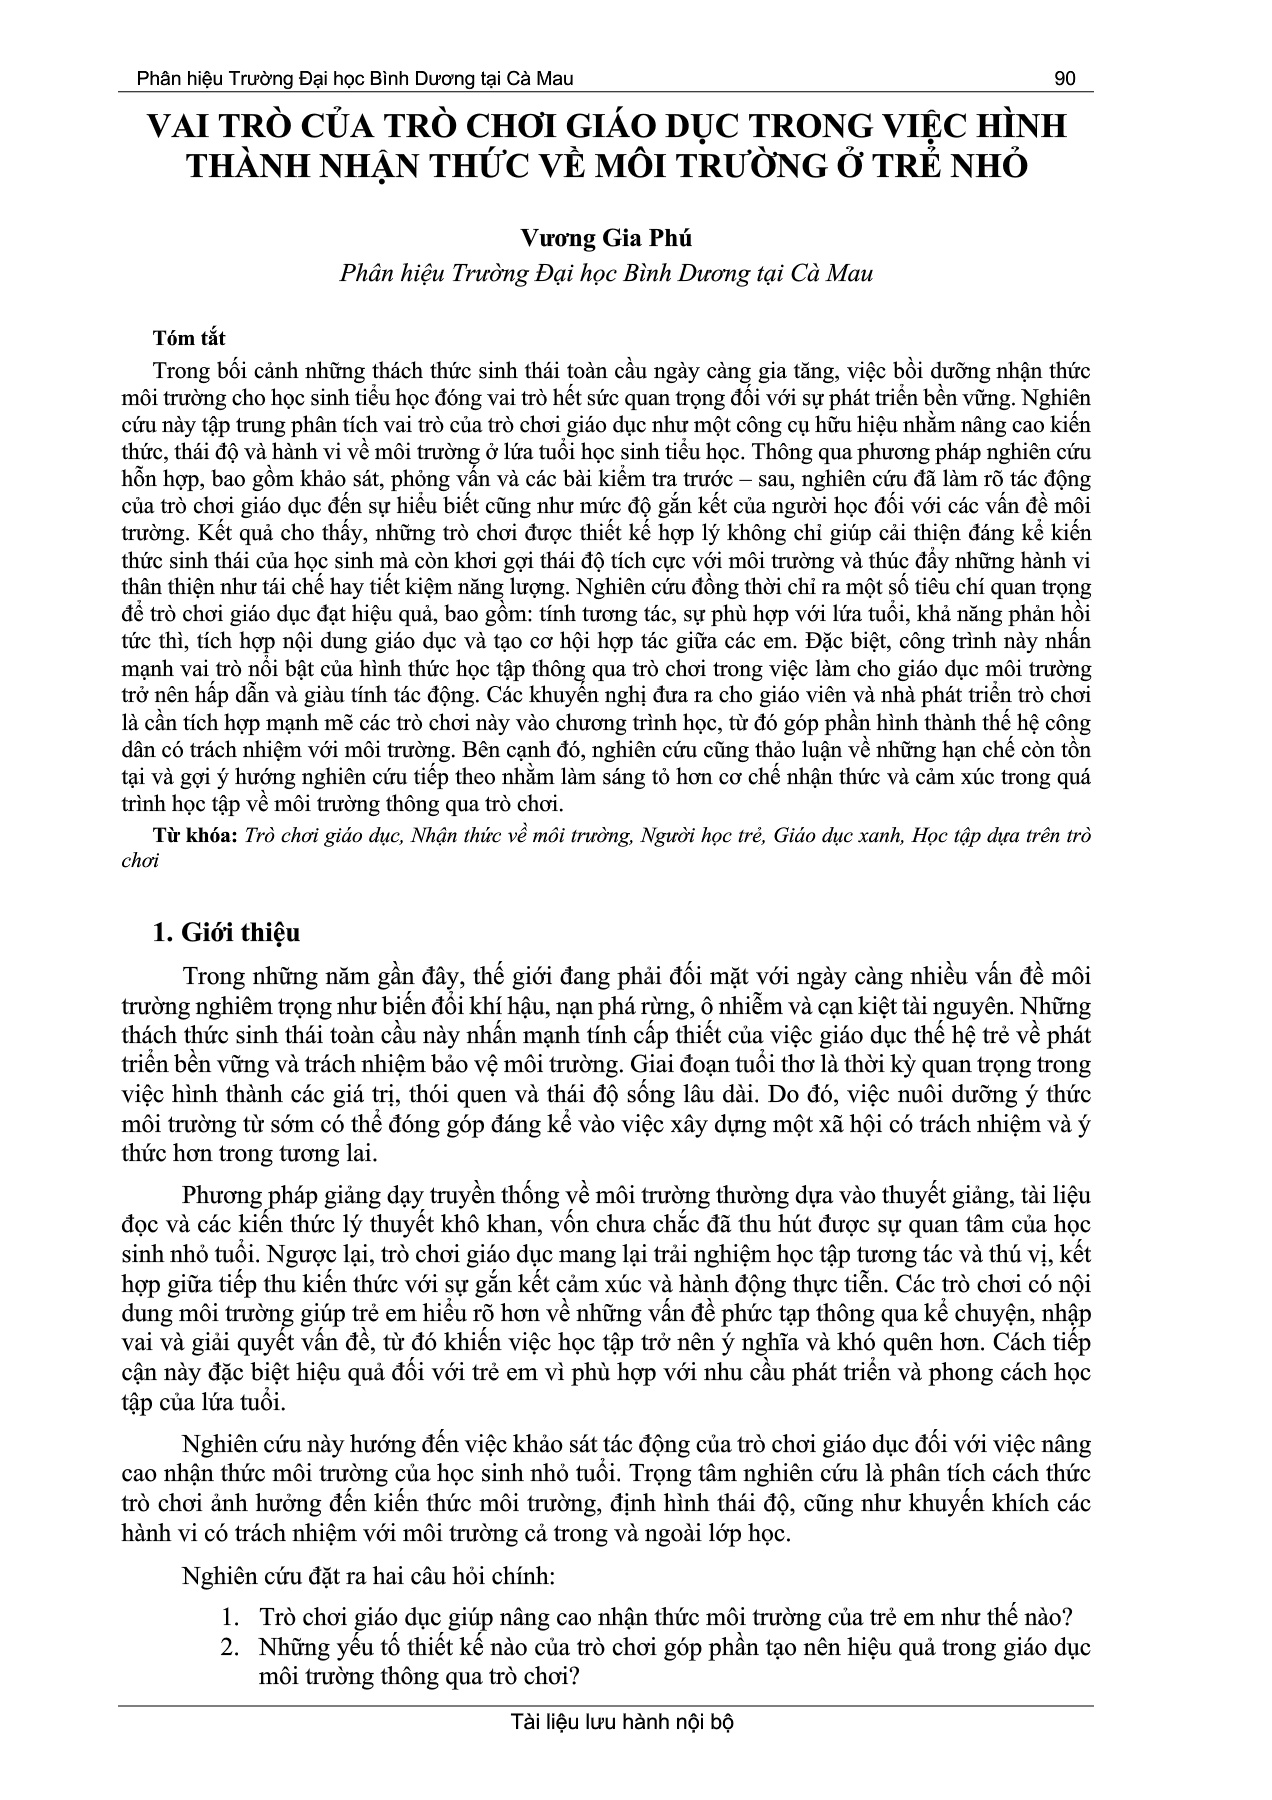 Phân hiệu Trường Đại học Bình Dương tại Cà Mau 90
VAI TRÒ CỦA TRÒ CHƠI GIÁO DỤC TRONG VIỆC HÌNH
THÀNH NHẬN THỨC VỀ MÔI TRƯỜNG Ở TRẺ NHỎ
Vương Gia Phú
Phân hiệu Trường Đại học Bình Dương tại Cà Mau
Tóm tắt
Trong bối cảnh những thách thức sinh thái toàn cầu ngày càng gia tăng, việc bồi dưỡng nhận thức
môi trường cho học sinh tiểu học đóng vai trò hết sức quan trọng đối với sự phát triển bền vững. Nghiên
cứu này tập trung phân tích vai trò của trò chơi giáo dục như một công cụ hữu hiệu nhằm nâng cao kiến
thức, thái độ và hành vi về môi trường ở lứa tuổi học sinh tiểu học. Thông qua phương pháp nghiên cứu
hỗn hợp, bao gồm khảo sát, phỏng vấn và các bài kiểm tra trước – sau, nghiên cứu đã làm rõ tác động
của trò chơi giáo dục đến sự hiểu biết cũng như mức độ gắn kết của người học đối với các vấn đề môi
trường. Kết quả cho thấy, những trò chơi được thiết kế hợp lý không chỉ giúp cải thiện đáng kể kiến
thức sinh thái của học sinh mà còn khơi gợi thái độ tích cực với môi trường và thúc đẩy những hành vi
thân thiện như tái chế hay tiết kiệm năng lượng. Nghiên cứu đồng thời chỉ ra một số tiêu chí quan trọng
để trò chơi giáo dục đạt hiệu quả, bao gồm: tính tương tác, sự phù hợp với lứa tuổi, khả năng phản hồi
tức thì, tích hợp nội dung giáo dục và tạo cơ hội hợp tác giữa các em. Đặc biệt, công trình này nhấn
mạnh vai trò nổi bật của hình thức học tập thông qua trò chơi trong việc làm cho giáo dục môi trường
trở nên hấp dẫn và giàu tính tác động. Các khuyến nghị đưa ra cho giáo viên và nhà phát triển trò chơi
là cần tích hợp mạnh mẽ các trò chơi này vào chương trình học, từ đó góp phần hình thành thế hệ công
dân có trách nhiệm với môi trường. Bên cạnh đó, nghiên cứu cũng thảo luận về những hạn chế còn tồn
tại và gợi ý hướng nghiên cứu tiếp theo nhằm làm sáng tỏ hơn cơ chế nhận thức và cảm xúc trong quá
trình học tập về môi trường thông qua trò chơi.
Từ khóa: Trò chơi giáo dục, Nhận thức về môi trường, Người học trẻ, Giáo dục xanh, Học tập dựa trên trò
chơi
1. Giới thiệu
Trong những năm gần đây, thế giới đang phải đối mặt với ngày càng nhiều vấn đề môi
trường nghiêm trọng như biến đổi khí hậu, nạn phá rừng, ô nhiễm và cạn kiệt tài nguyên. Những
thách thức sinh thái toàn cầu này nhấn mạnh tính cấp thiết của việc giáo dục thế hệ trẻ về phát
triển bền vững và trách nhiệm bảo vệ môi trường. Giai đoạn tuổi thơ là thời kỳ quan trọng trong
việc hình thành các giá trị, thói quen và thái độ sống lâu dài. Do đó, việc nuôi dưỡng ý thức
môi trường từ sớm có thể đóng góp đáng kể vào việc xây dựng một xã hội có trách nhiệm và ý
thức hơn trong tương lai.
Phương pháp giảng dạy truyền thống về môi trường thường dựa vào thuyết giảng, tài liệu
đọc và các kiến thức lý thuyết khô khan, vốn chưa chắc đã thu hút được sự quan tâm của học
sinh nhỏ tuổi. Ngược lại, trò chơi giáo dục mang lại trải nghiệm học tập tương tác và thú vị, kết
hợp giữa tiếp thu kiến thức với sự gắn kết cảm xúc và hành động thực tiễn. Các trò chơi có nội
dung môi trường giúp trẻ em hiểu rõ hơn về những vấn đề phức tạp thông qua kể chuyện, nhập
vai và giải quyết vấn đề, từ đó khiến việc học tập trở nên ý nghĩa và khó quên hơn. Cách tiếp
cận này đặc biệt hiệu quả đối với trẻ em vì phù hợp với nhu cầu phát triển và phong cách học
tập của lứa tuổi.
Nghiên cứu này hướng đến việc khảo sát tác động của trò chơi giáo dục đối với việc nâng
cao nhận thức môi trường của học sinh nhỏ tuổi. Trọng tâm nghiên cứu là phân tích cách thức
trò chơi ảnh hưởng đến kiến thức môi trường, định hình thái độ, cũng như khuyến khích các
hành vi có trách nhiệm với môi trường cả trong và ngoài lớp học.
Nghiên cứu đặt ra hai câu hỏi chính:
1. Trò chơi giáo dục giúp nâng cao nhận thức môi trường của trẻ em như thế nào?
2. Những yếu tố thiết kế nào của trò chơi góp phần tạo nên hiệu quả trong giáo dục
môi trường thông qua trò chơi?
Tài liệu lưu hành nội bộ